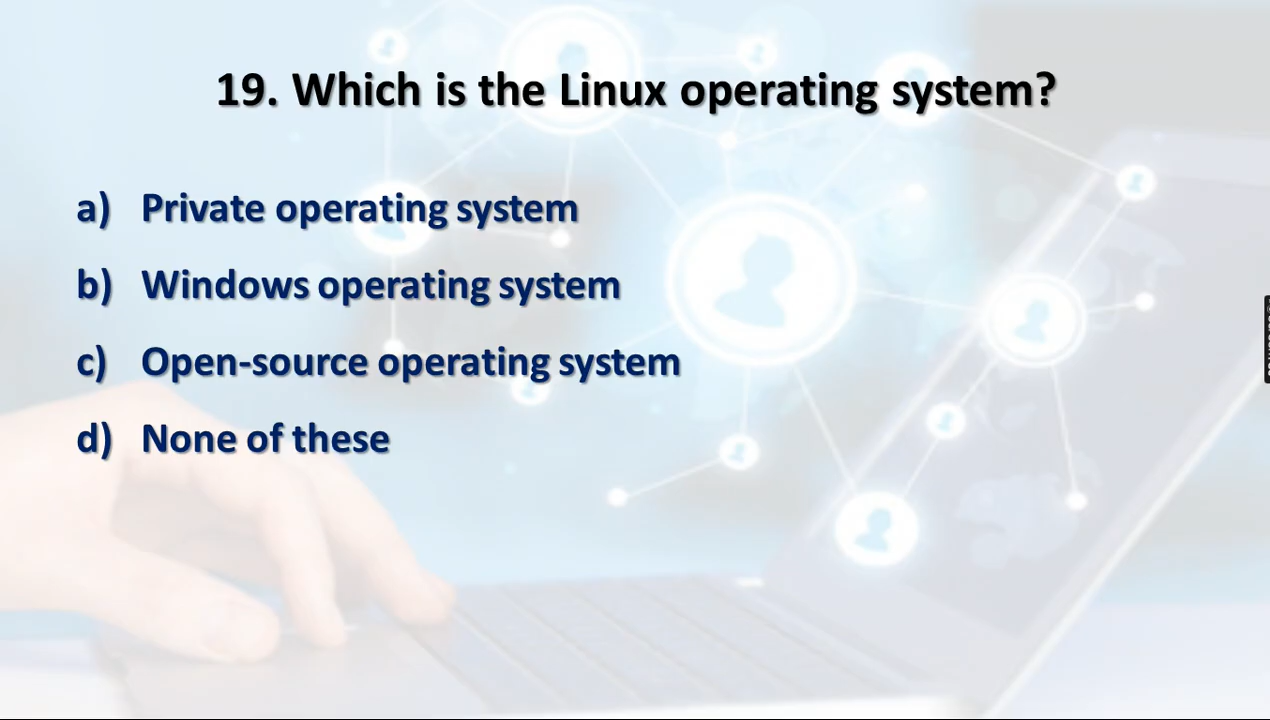 19. Which is the Linux operating system?
a) Private operating system
b) Windows operating system
c) Open-source operating system
d) None of these